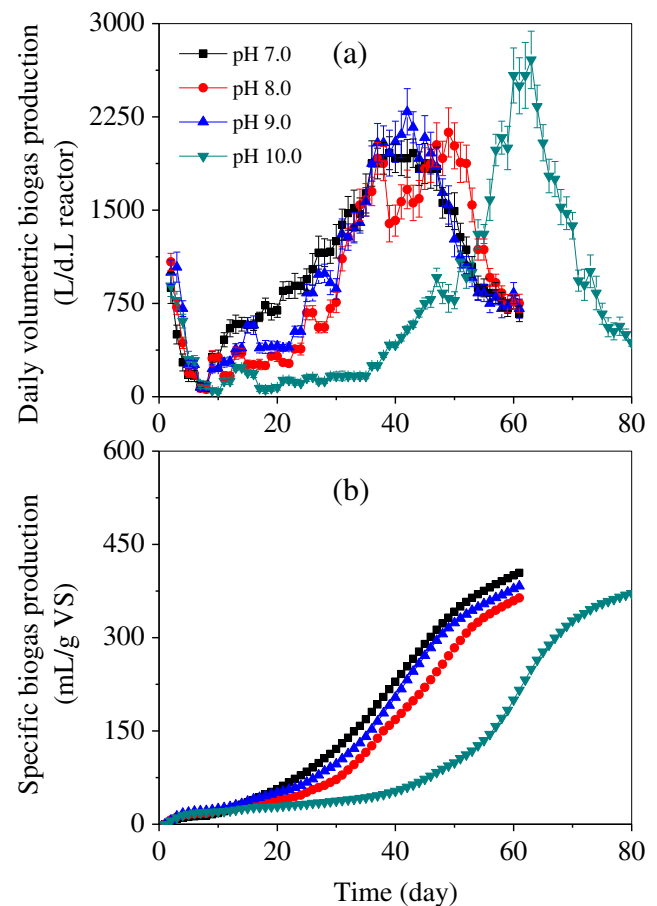 Daily volumetric biogas production
(L/d.L reactor)
3000
2250
1500
750
0
(a)
pH 7.0
pH 8.0
pH 9.0
pH 10.0
0 20 40 60 80
Specific biogas production
(mL/g VS)
600
450
300
150
0
(b)
0 20 40 60 80
Time (day)